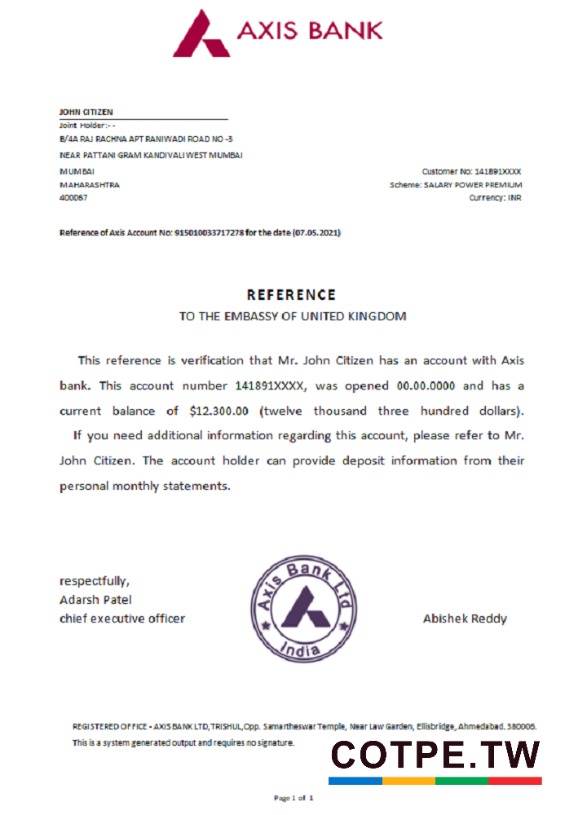 AXIS BANK
JOHN CITIZEN
Joint Holder:- -
B/4A RAJ RACHNA APT RANIWADI ROAD NO -3
NEAR PATTANI GRAM KANDIVALI WEST MUMBAI
MUMBAI
Customer No: 141891XXXX
MAHARASHTRA
Scheme: SALARY POWER PREMIUM
400067
Currency: INR
Reference of Axis Account No: 915010033717278 for the date (07.05.2021)
REFERENCE
TO THE EMBASSY OF UNITED KINGDOM
This reference is verification that Mr. John Citizen has an account with Axis
bank. This account number 141891XXXX, was opened 00.00.0000 and has a
current balance of $12.300.00 (twelve thousand three hundred dollars).
If you need additional information regarding this account, please refer to Mr.
John Citizen. The account holder can provide deposit information from their
personal monthly statements.
respectfully,
Adarsh Patel
chief executive officer
Axis Bank Ltd
India
Abishek Reddy
REGISTERED OFFICE - AXIS BANK LTD,TRISHUL,Opp. Samartheswar Temple, Near Law Garden, Ellisbridge, Ahmedabad. 380006.
This is a system generated output and requires no signature.
COTPE.TW
Page 1 of 1